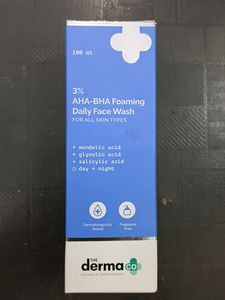 100 ml
3%
AHA-BHA Foaming
Daily Face Wash
FOR ALL SKIN TYPES
+ mandelic acid
+ glycolic acid
+ salicylic acid
day + night
Dermatologically
Tested
Fragrance
Free
THE
derma co